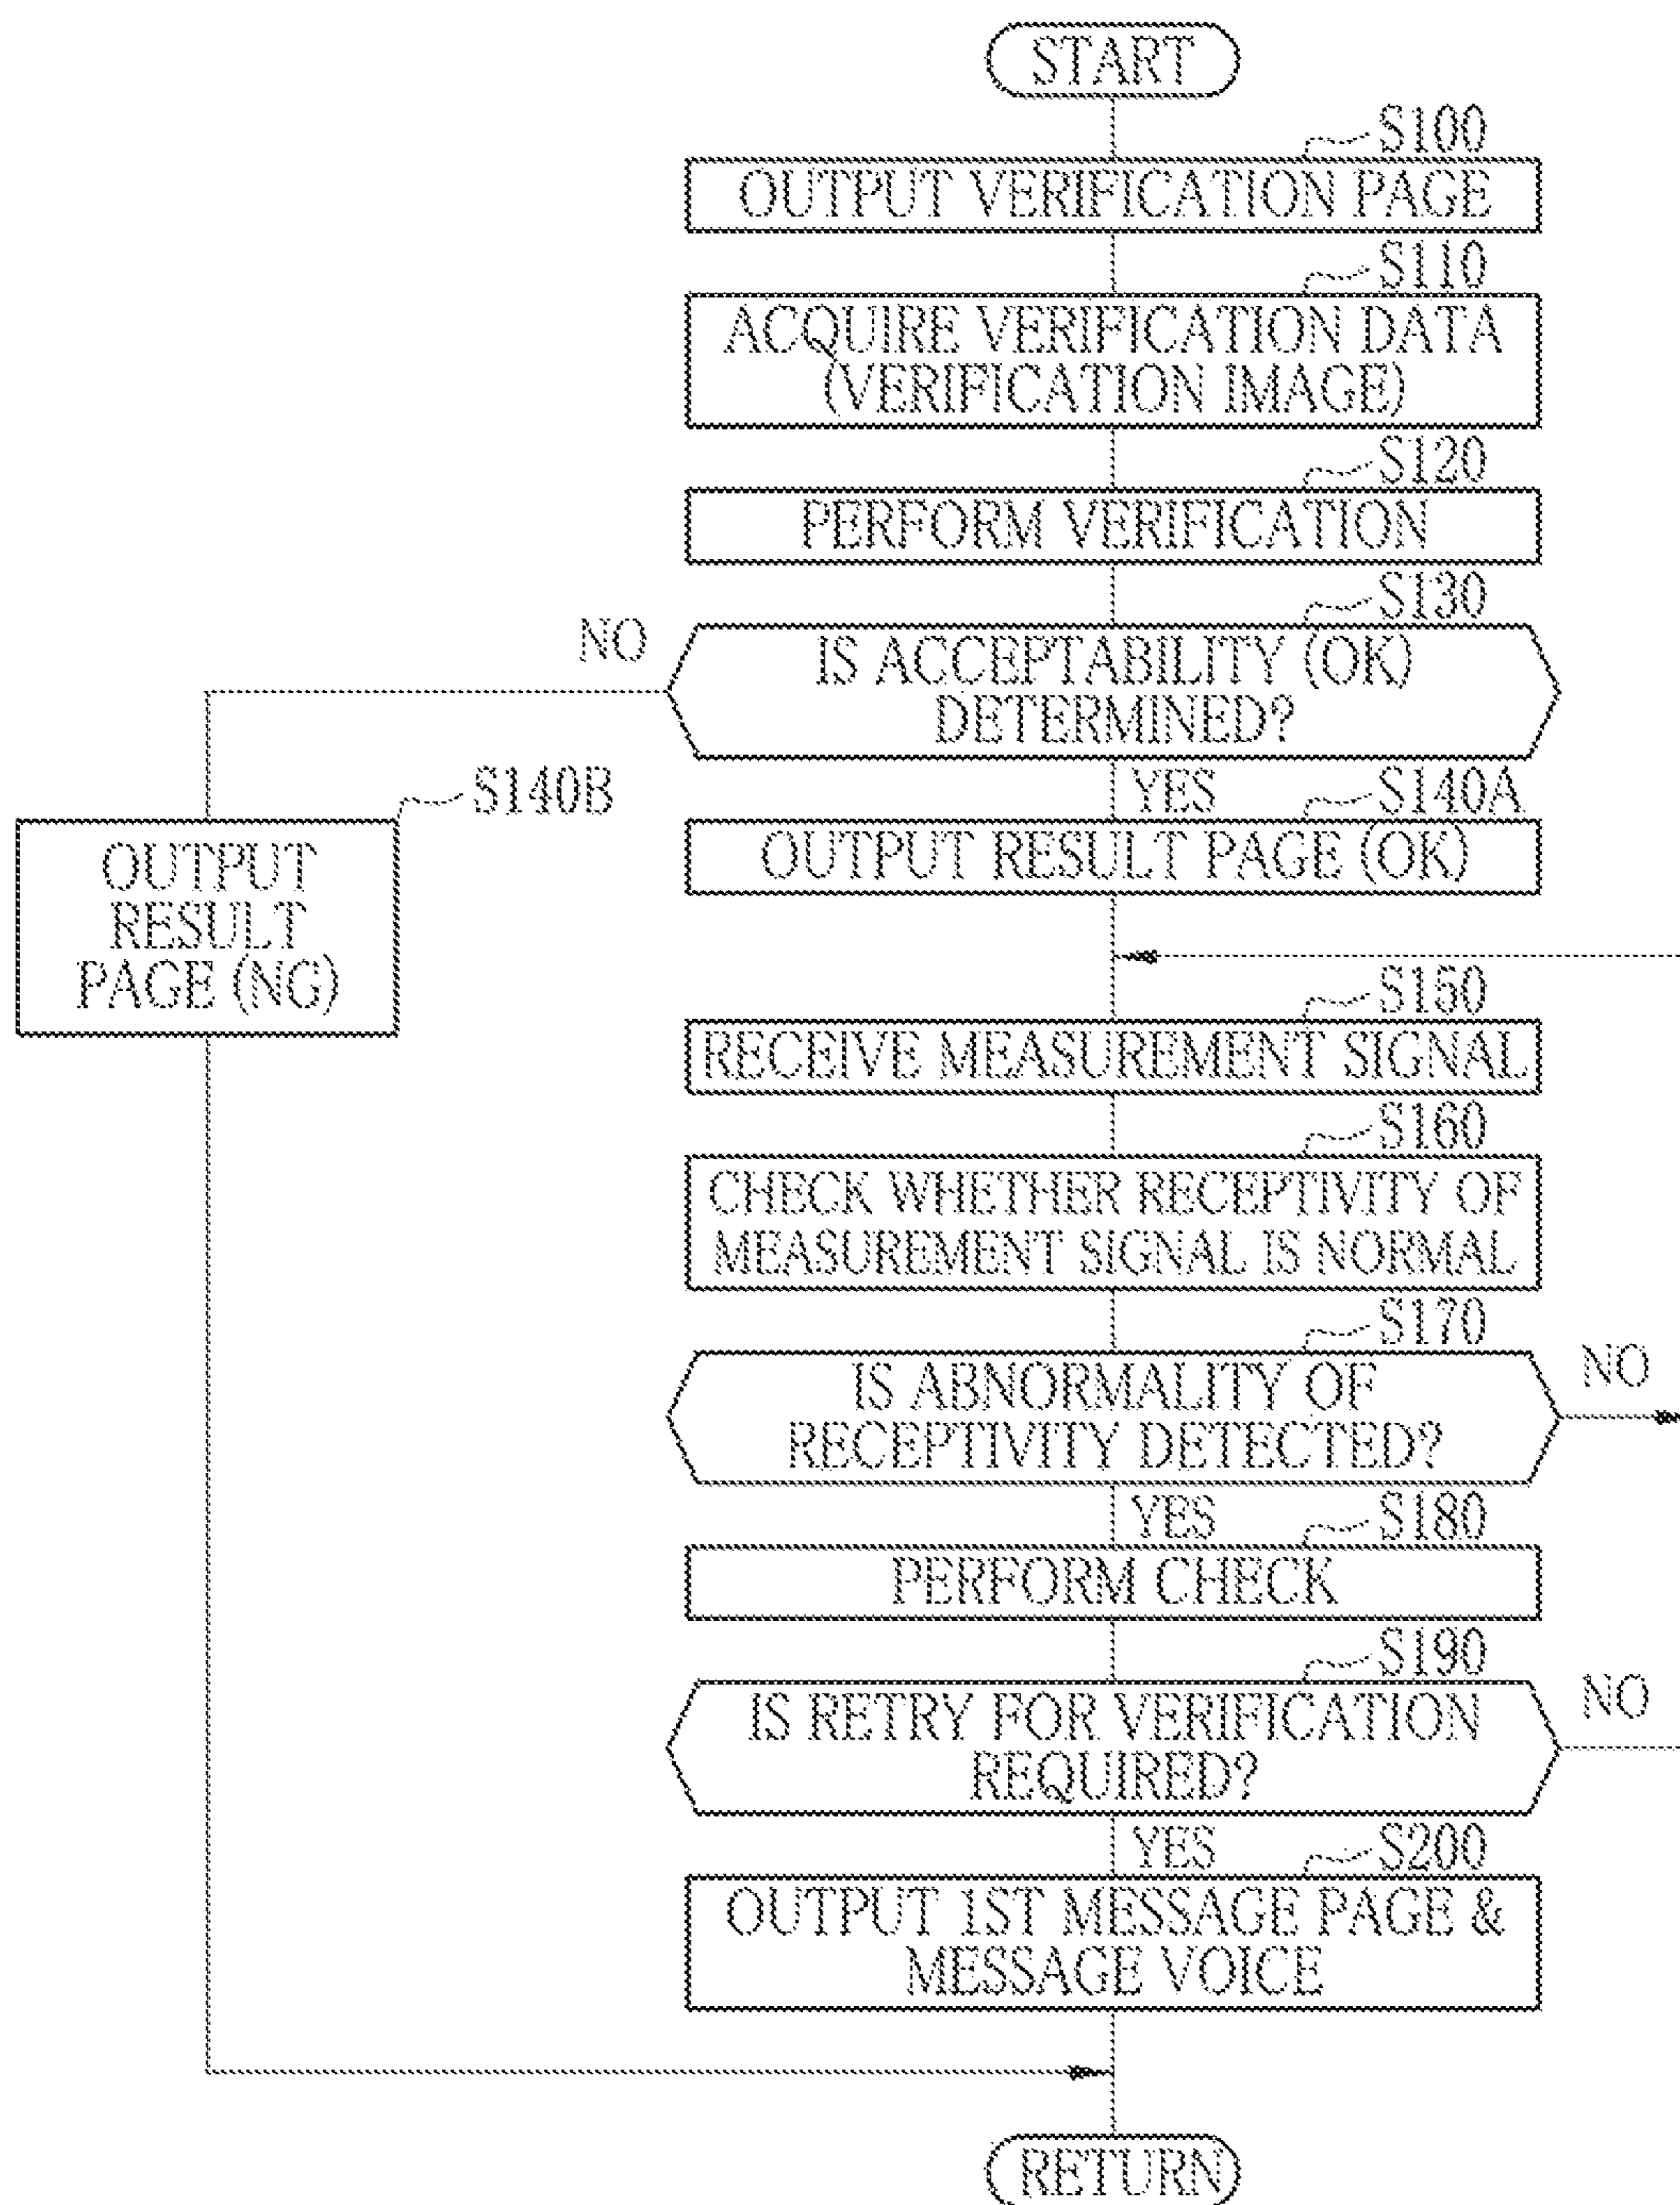 START
S100
OUTPUT VERIFICATION PAGE
S110
ACQUIRE VERIFICATION DATA
(VERIFICATION IMAGE)
S120
PERFORM VERIFICATION
S130
NO
IS ACCEPTABILITY (OK)
DETERMINED?
YES
S140A
S140B
OUTPUT RESULT PAGE (OK)
OUTPUT
RESULT
PAGE (NG)
S150
RECEIVE MEASUREMENT SIGNAL
S160
CHECK WHETHER RECEPTIVITY OF
MEASUREMENT SIGNAL IS NORMAL
S170
IS ABNORMALITY OF
RECEPTIVITY DETECTED?
NO
YES
S180
PERFORM CHECK
S190
IS RETRY FOR VERIFICATION
REQUIRED?
NO
YES
S200
OUTPUT 1ST MESSAGE PAGE &
MESSAGE VOICE
RETURN